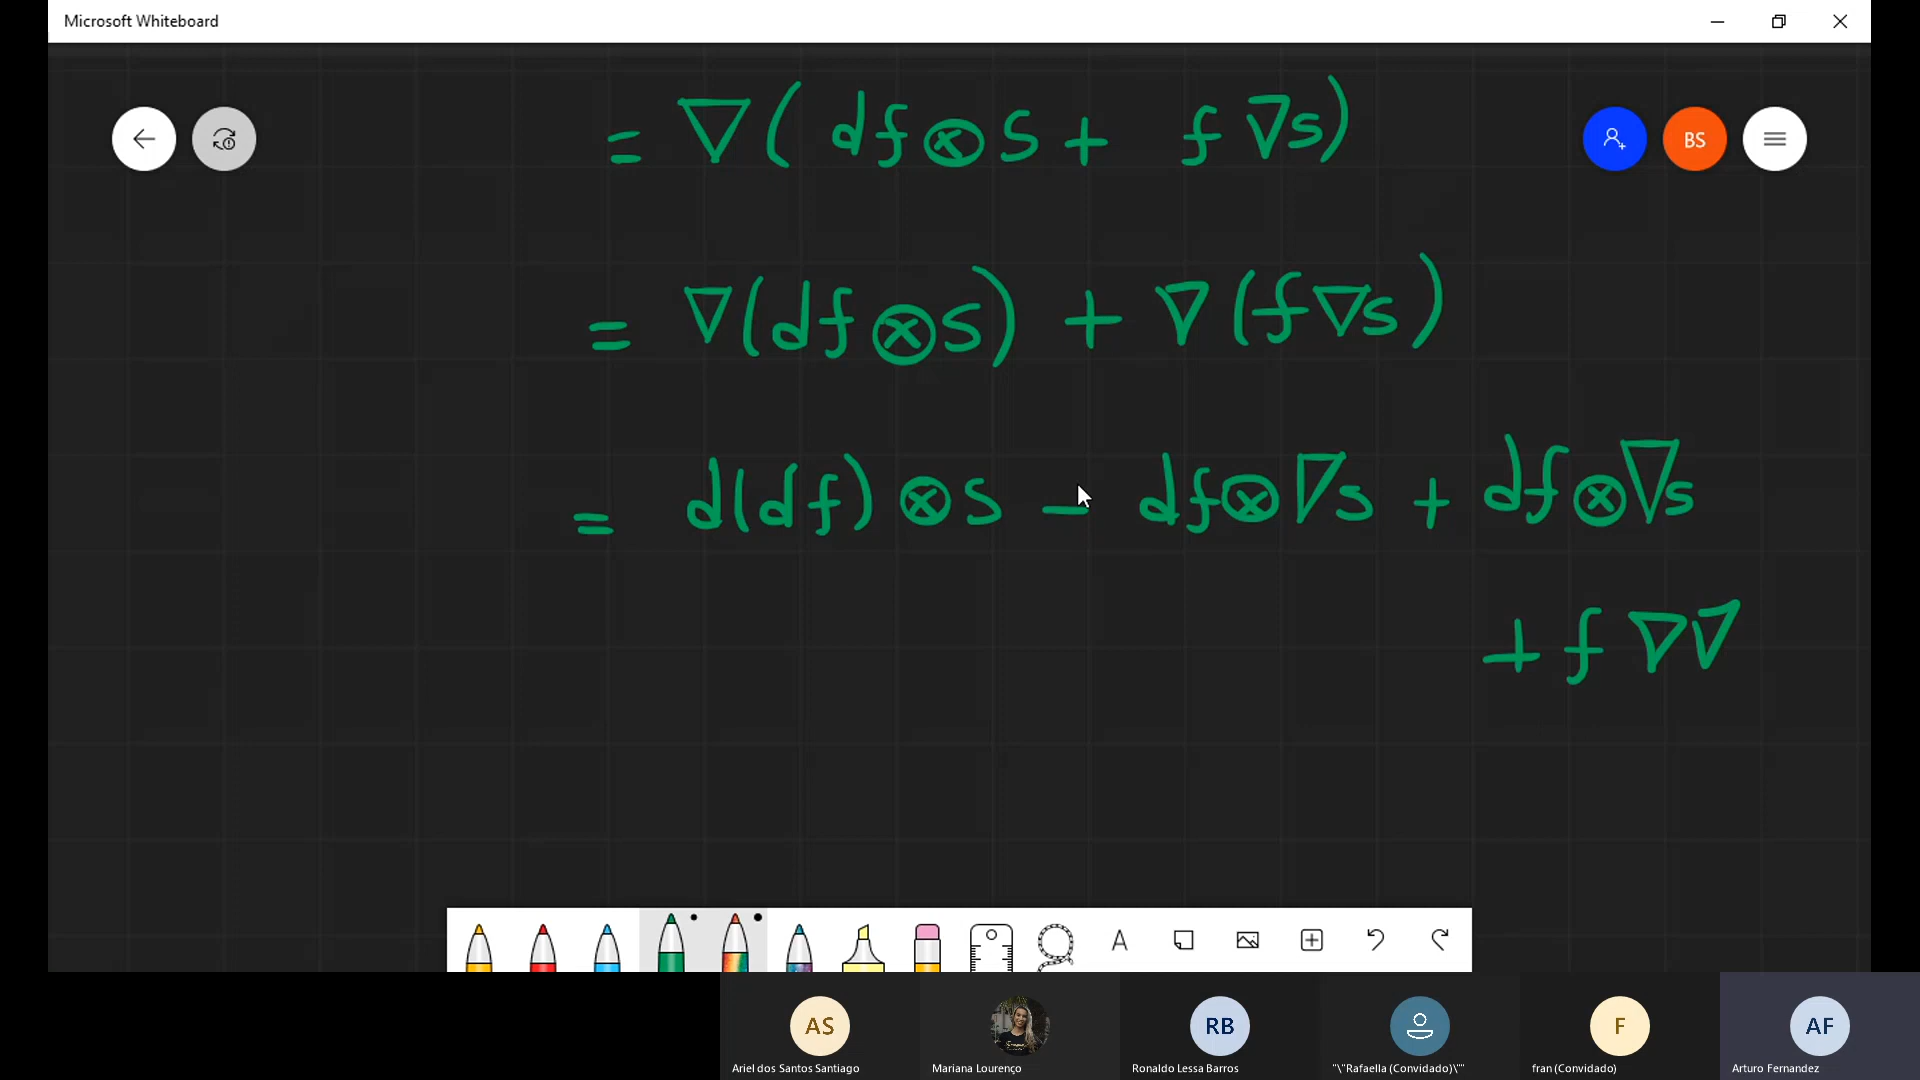 Microsoft Whiteboard
= ∇( df ⊗ s + f ∇s)
BS
= ∇(df ⊗ s) + ∇(f∇s)
= d(df) ⊗ s - df ⊗ ∇s + df ⊗ ∇s
+ f ∇∇
A
AS
RB
F
AF
Ariel dos Santos Santiago
Mariana Lourenço
Ronaldo Lessa Barros
"\"Rafaella (Convidado)\""
fran (Convidado)
Arturo Fernandez